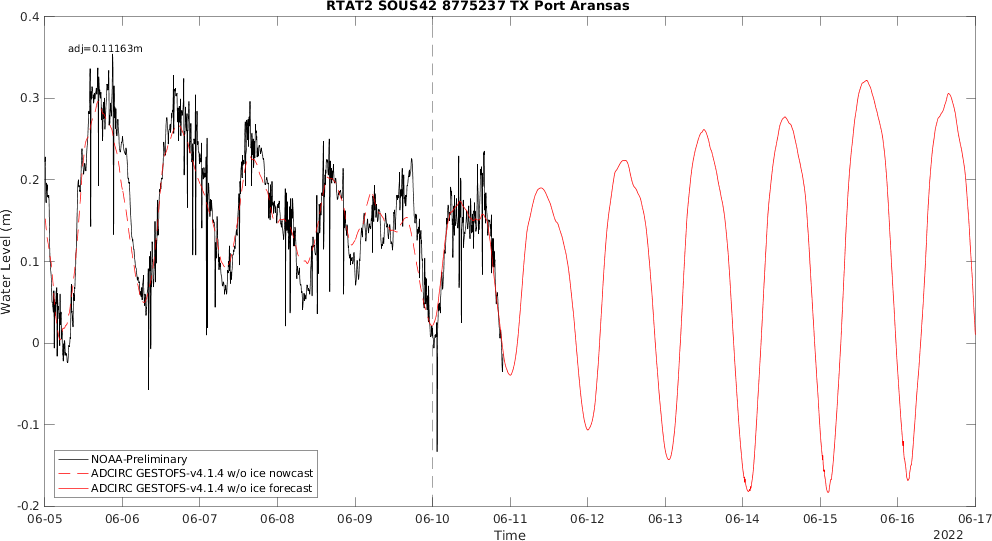 RTAT2 SOUS42 8775237 TX Port Aransas
adj=0.11163m
Water Level (m)
0.4
0.3
0.2
0.1
0
-0.1
-0.2
NOAA-Preliminary
ADCIRC GESTOFS-v4.1.4 w/o ice nowcast
ADCIRC GESTOFS-v4.1.4 w/o ice forecast
06-05 06-06 06-07 06-08 06-09 06-10 06-11 06-12 06-13 06-14 06-15 06-16 06-17
Time
2022